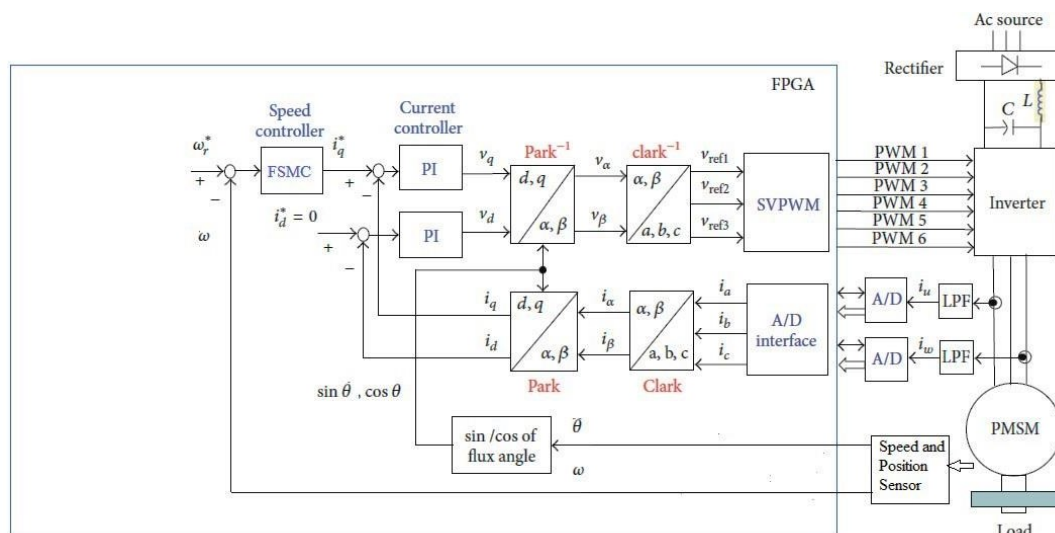 Ac source
Rectifier
FPGA
L
C
Speed
controller
Current
controller
ω*r
i*q
FSMC
PI
vq
Park⁻¹
d, q
α, β
vα
clark⁻¹
α, β
a, b, c
vref1
vref2
vref3
SVPWM
PWM 1
PWM 2
PWM 3
PWM 4
PWM 5
PWM 6
Inverter
+
−
+
−
i*d = 0
PI
vd
vβ
ω
+
−
iq
id
d, q
α, β
Park
iα
iβ
α, β
a, b, c
Clark
ia
ib
ic
A/D
interface
A/D
iu
LPF
A/D
iw
LPF
sin θ , cos θ
sin /cos of
flux angle
θ
ω
Speed and
Position
Sensor
PMSM
Load